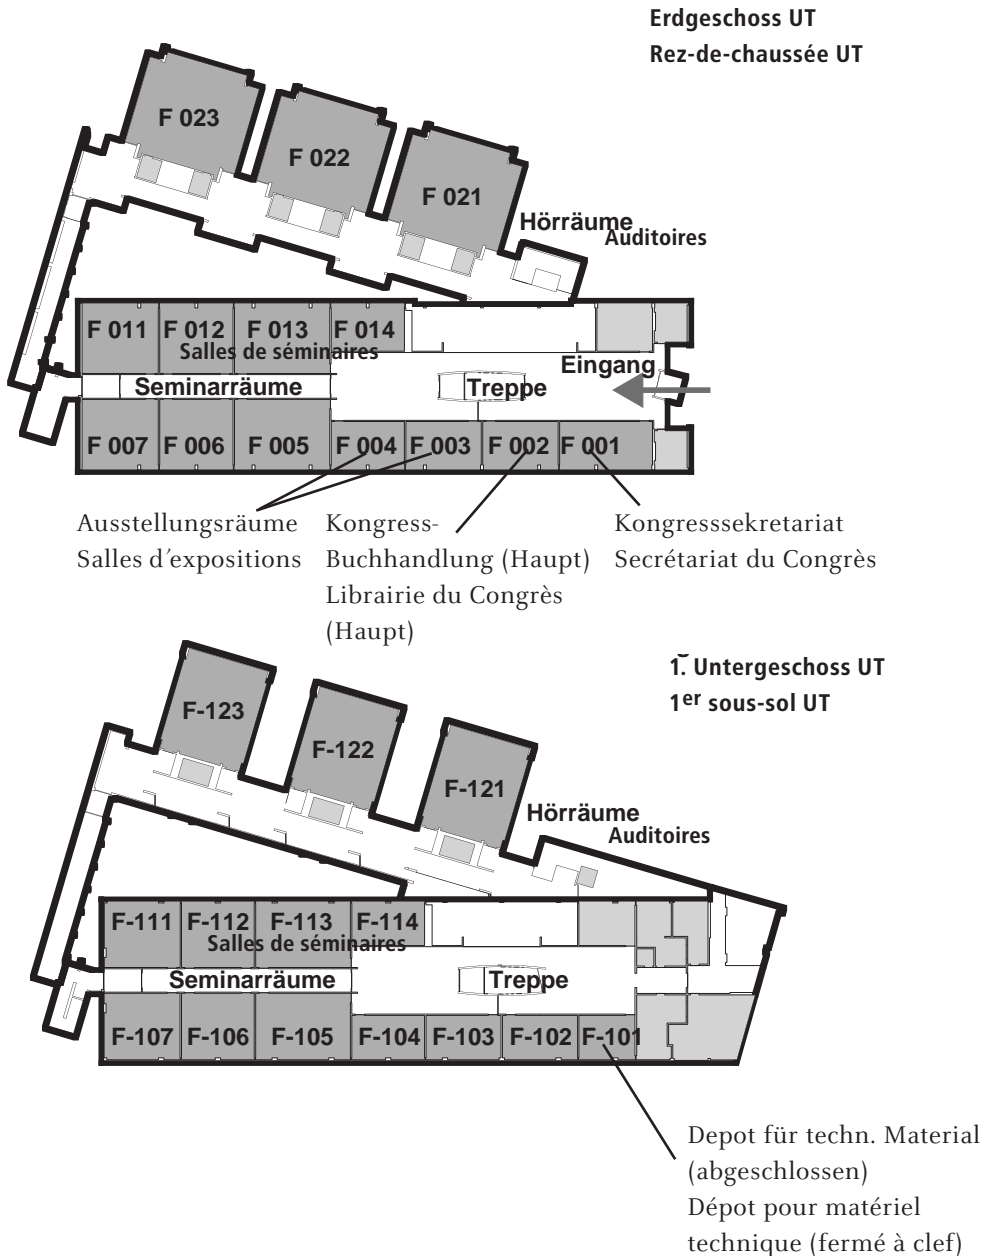 Erdgeschoss UT
Rez-de-chaussée UT
F 023
F 022
F 021
Hörräume
Auditoires
F 011 F 012 F 013 F 014
Salles de séminaires
Eingang
Seminarräume
Treppe
F 007 F 006 F 005 F 004 F 003 F 002 F 001
Ausstellungsräume
Salles d'expositions
Kongress-
Buchhandlung (Haupt)
Librairie du Congrès
(Haupt)
Kongresssekretariat
Secrétariat du Congrès
1. Untergeschoss UT
1er sous-sol UT
F-123
F-122
F-121
Hörräume
Auditoires
F-111 F-112 F-113 F-114
Salles de séminaires
Seminarräume
Treppe
F-107 F-106 F-105 F-104 F-103 F-102 F-101
Depot für techn. Material
(abgeschlossen)
Dépot pour matériel
technique (fermé à clef)